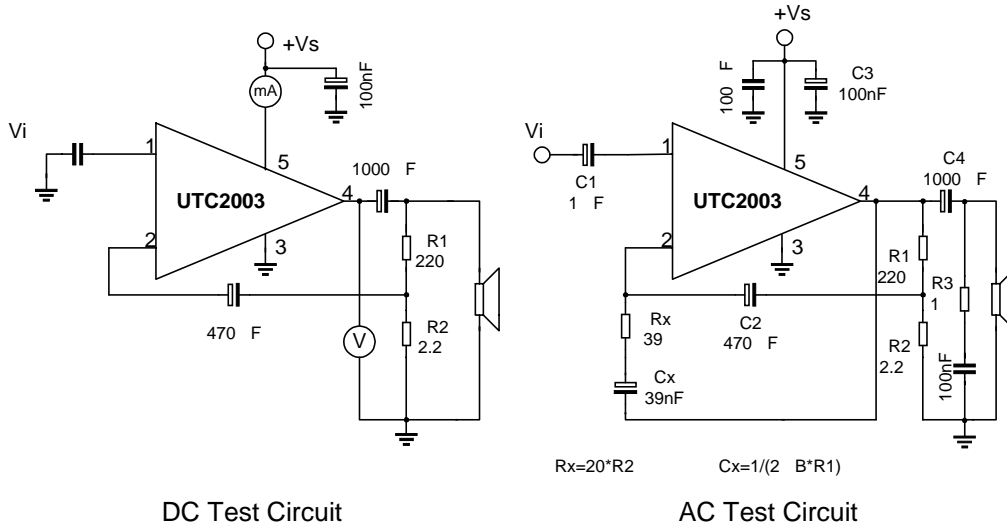 +Vs
mA
100nF
Vi
1
5
1000 F
UTC2003
4
2
3
R1
220
470 F
V
R2
2.2
DC Test Circuit
+Vs
100 F
C3
100nF
Vi
1
5
C1
1 F
UTC2003
4
C4
1000 F
2
3
R1
220
R3
1
Rx
39
C2
470 F
R2
2.2
Cx
39nF
100nF
Rx=20*R2
Cx=1/(2 B*R1)
AC Test Circuit